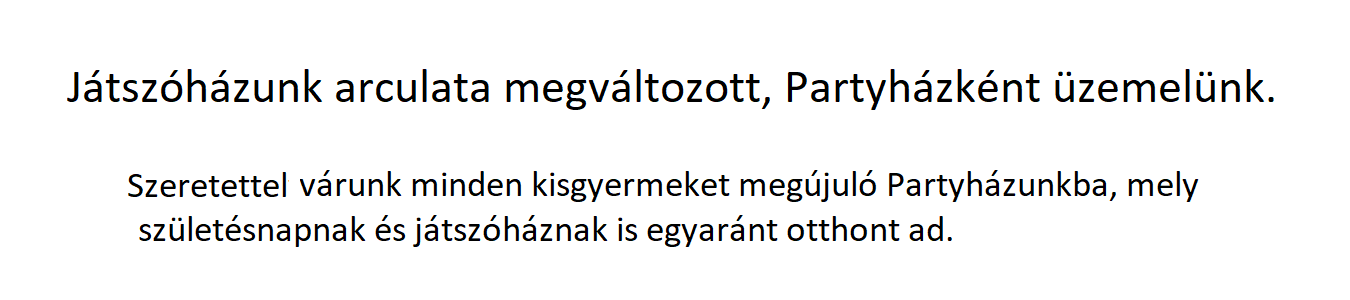 Játszóházunk arculata megváltozott, Partyházként üzemelünk.
Szeretettel várunk minden kisgyermeket megújuló Partyházunkba, mely
születésnapnak és játszóháznak is egyaránt otthont ad.